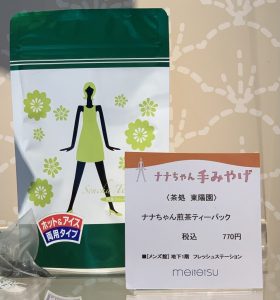 ホット&アイス
両用タイプ
ナナちゃん 手みやげ
〈茶処 東陽園〉
ナナちゃん煎茶ティーバック
税込 770円
■[メンズ館] 地下1階 フレッシュステーション
meitetsu